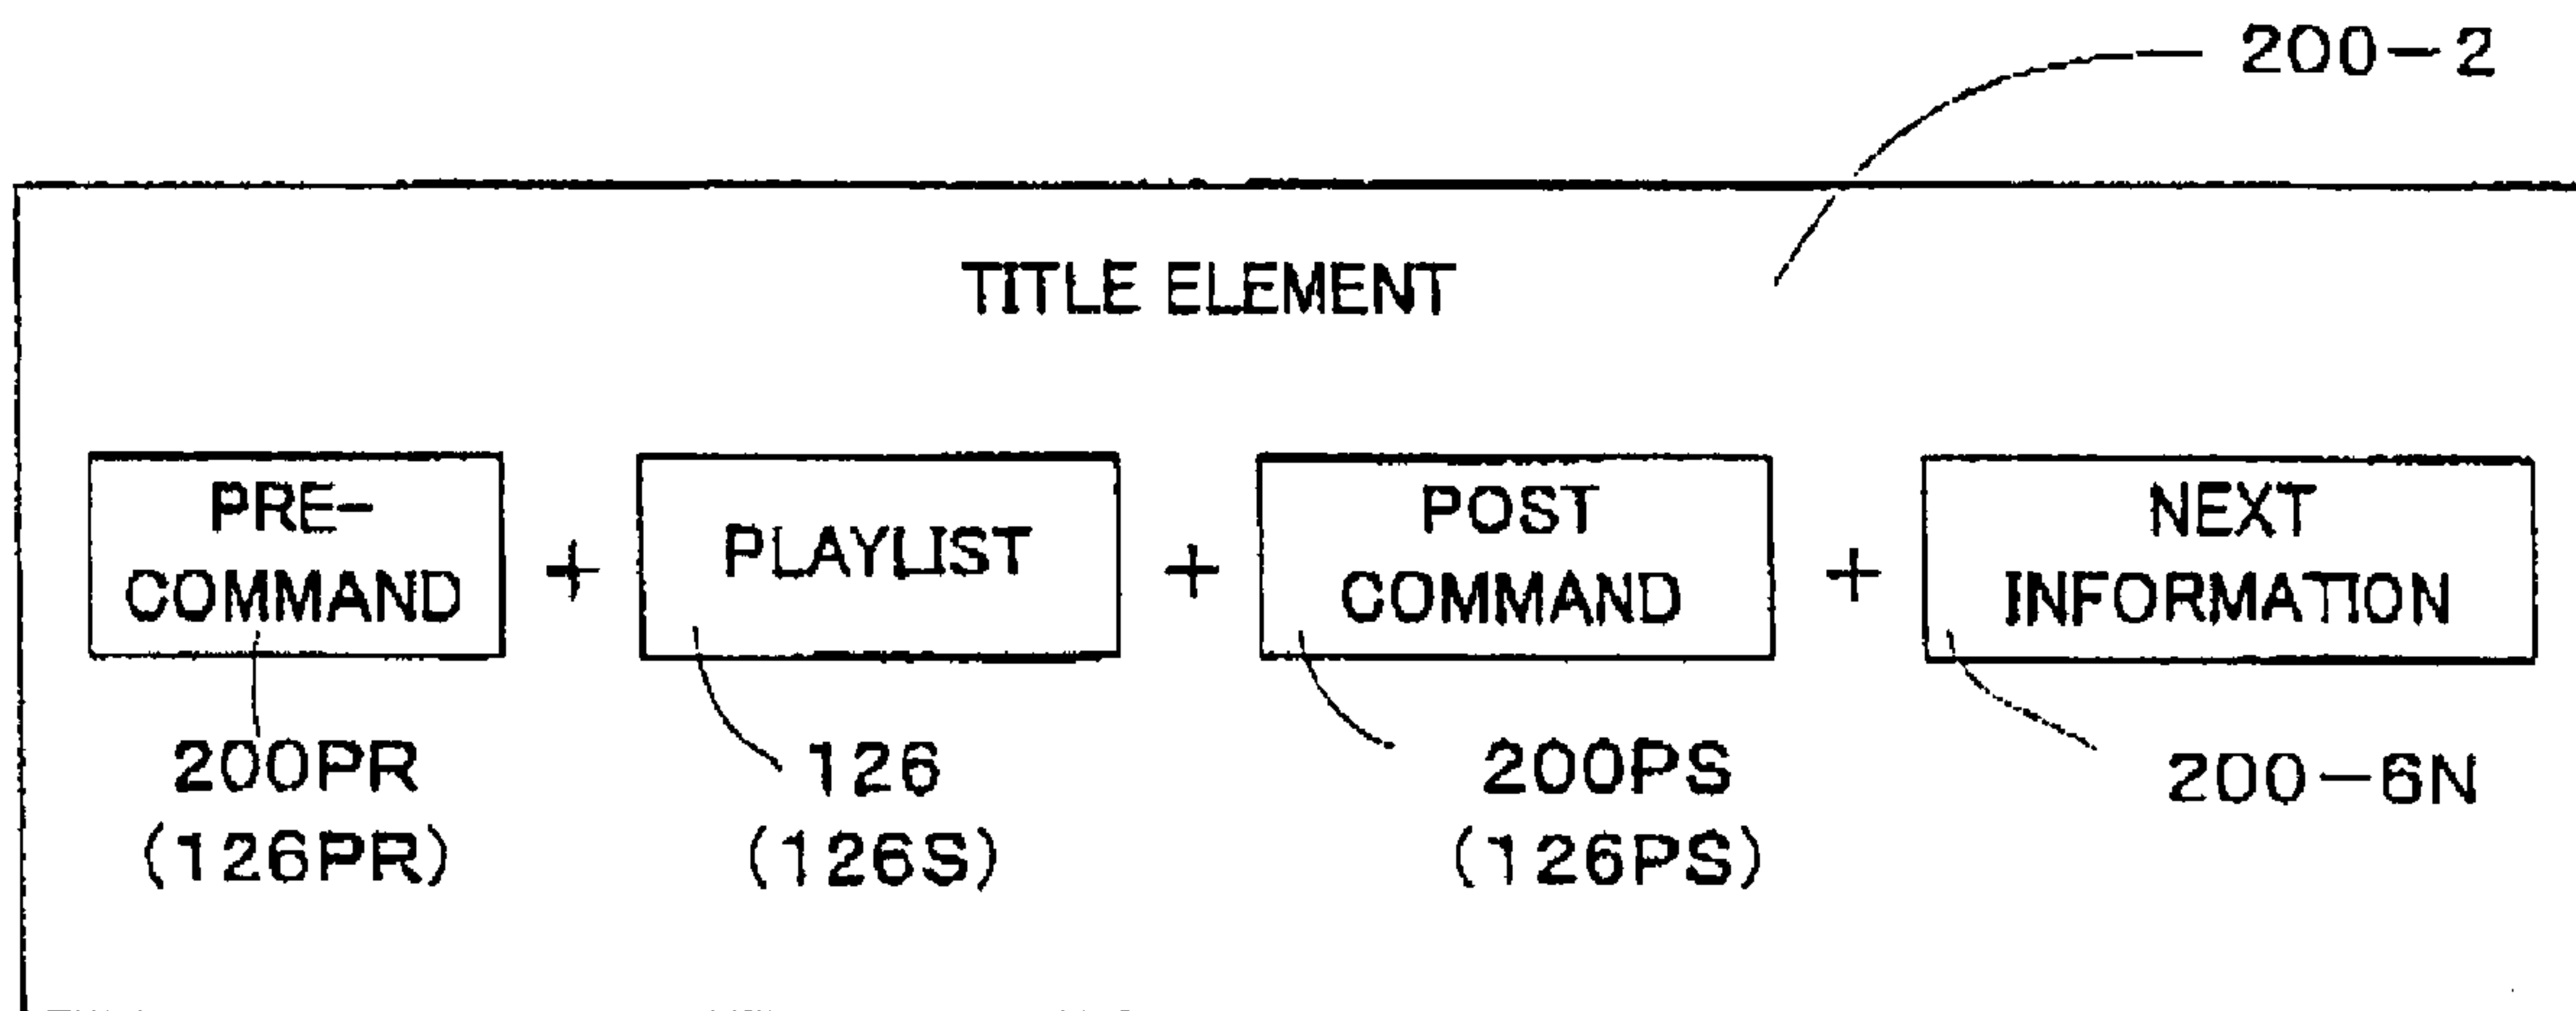 200-2
TITLE ELEMENT
PRE-
COMMAND
+
PLAYLIST
+
POST
COMMAND
+
NEXT
INFORMATION
200PR
(126PR)
126
(126S)
200PS
(126PS)
200-6N